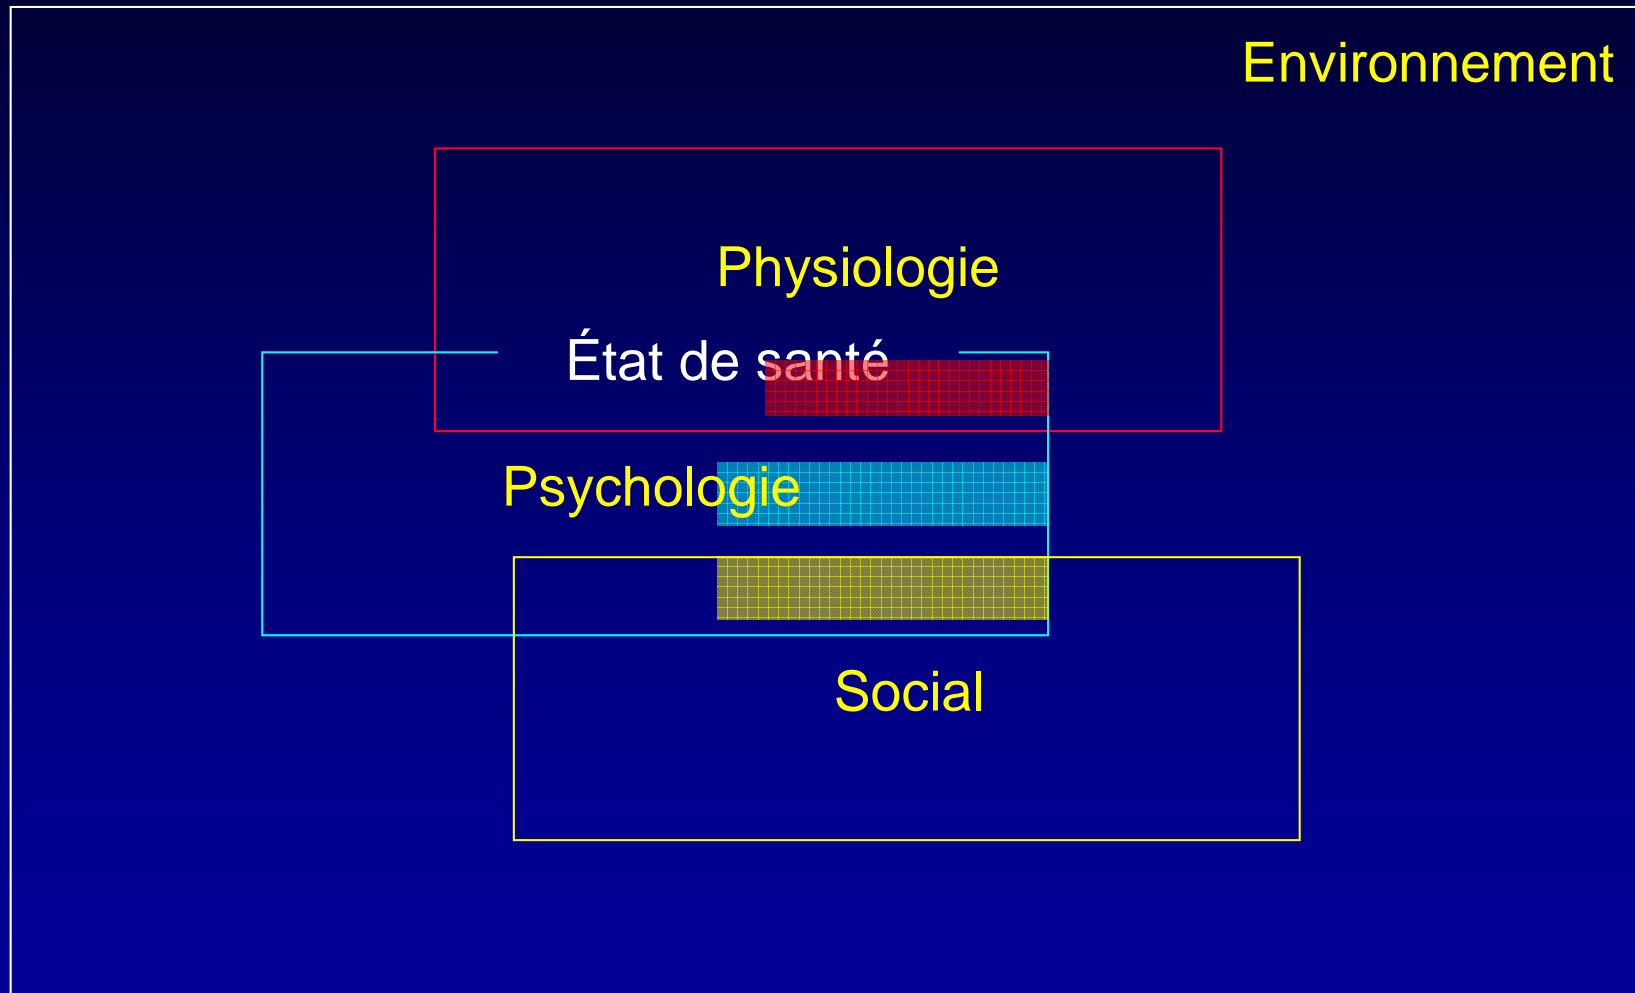 Environnement
Physiologie
État de santé
Psychologie
Social